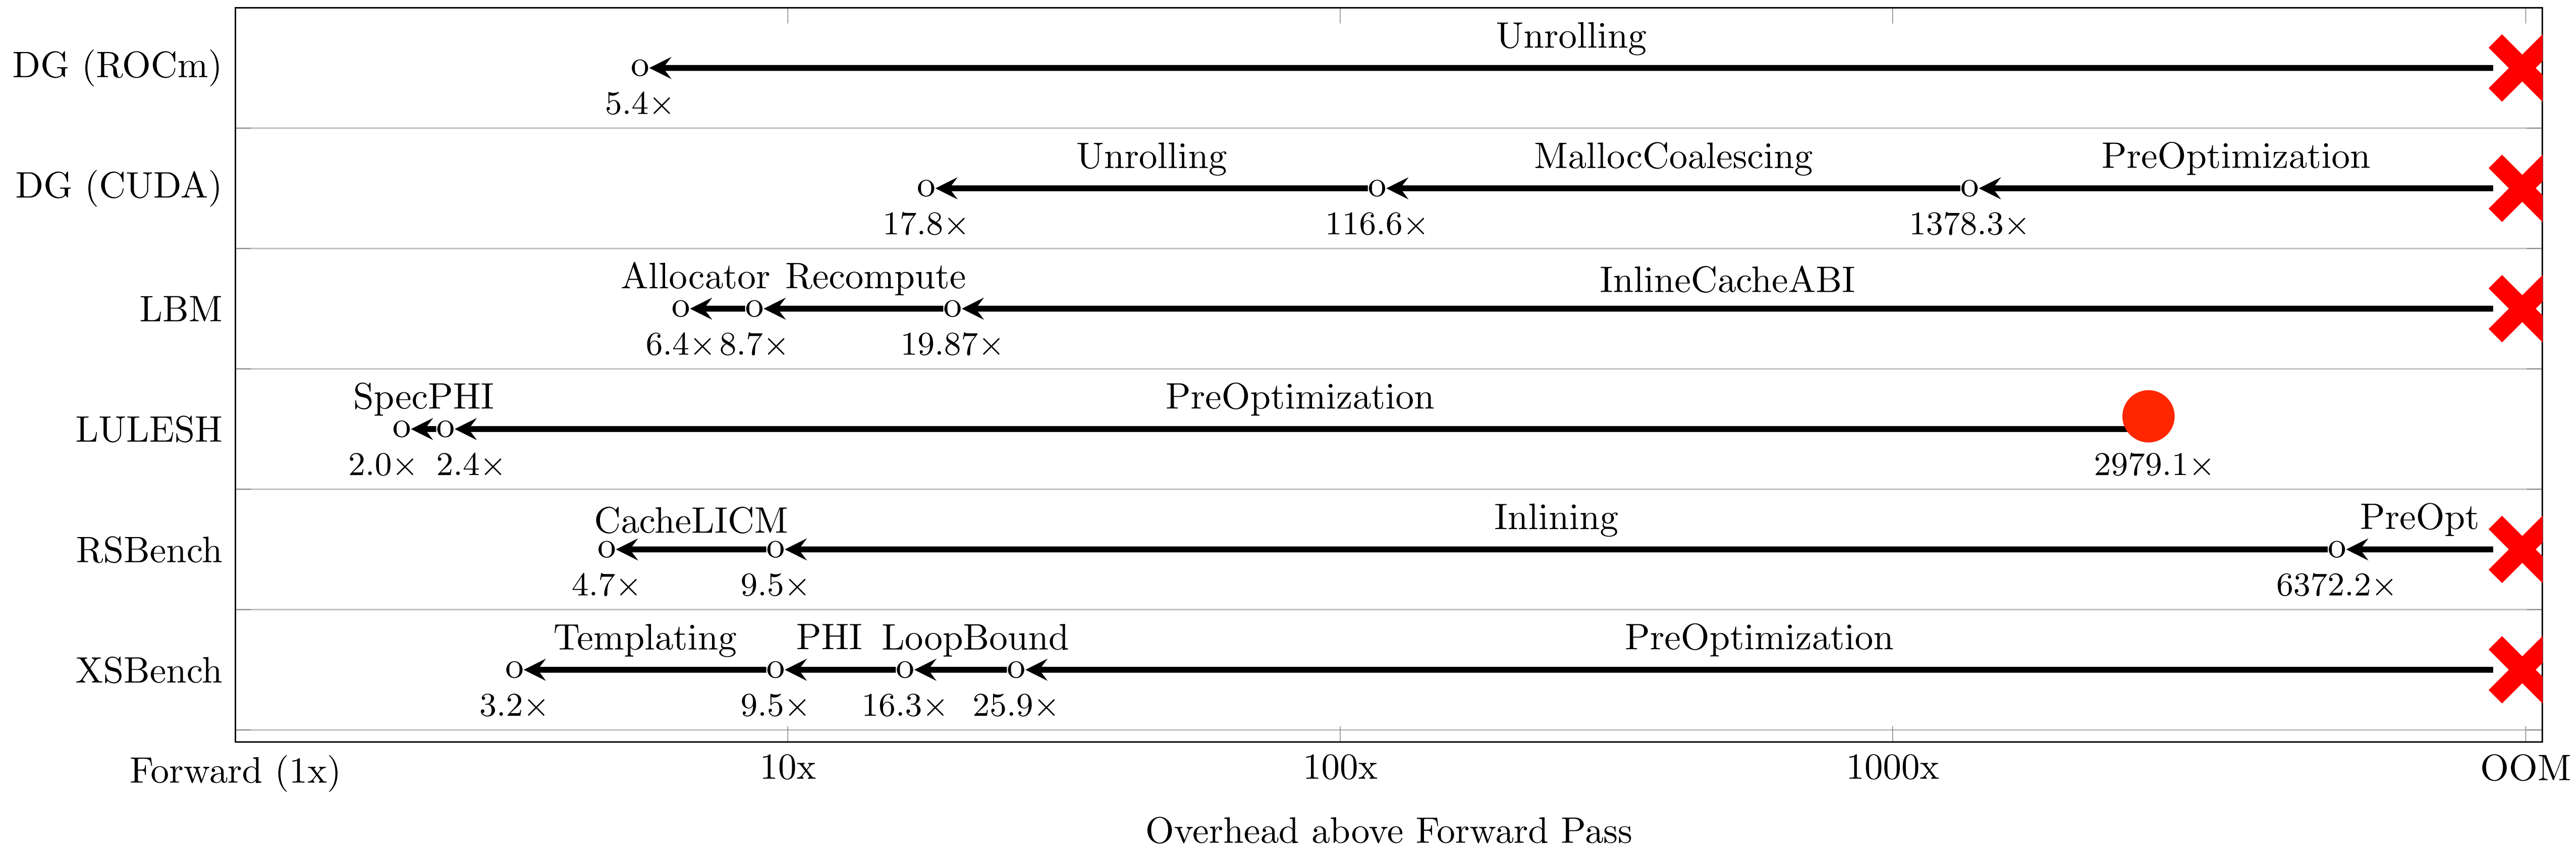 Unrolling
DG (ROCm)
5.4×
Unrolling MallocCoalescing PreOptimization
DG (CUDA)
17.8× 116.6× 1378.3×
Allocator Recompute InlineCacheABI
LBM
6.4× 8.7× 19.87×
SpecPHI PreOptimization
LULESH
2.0× 2.4× 2979.1×
CacheLICM Inlining PreOpt
RSBench
4.7× 9.5× 6372.2×
Templating PHI LoopBound PreOptimization
XSBench
3.2× 9.5× 16.3× 25.9×
Forward (1x) 10x 100x 1000x OOM
Overhead above Forward Pass